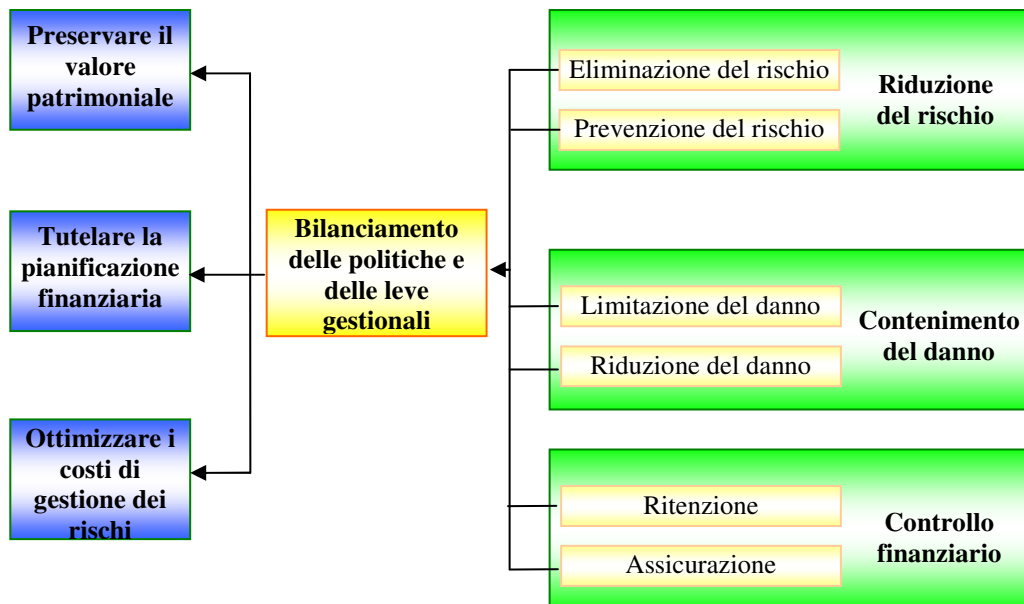 Preservare il
valore
patrimoniale
Tutelare la
pianificazione
finanziaria
Ottimizzare i
costi di
gestione dei
rischi
Bilanciamento
delle politiche e
delle leve
gestionali
Eliminazione del rischio
Prevenzione del rischio
Riduzione
del rischio
Limitazione del danno
Riduzione del danno
Contenimento
del danno
Ritenzione
Assicurazione
Controllo
finanziario